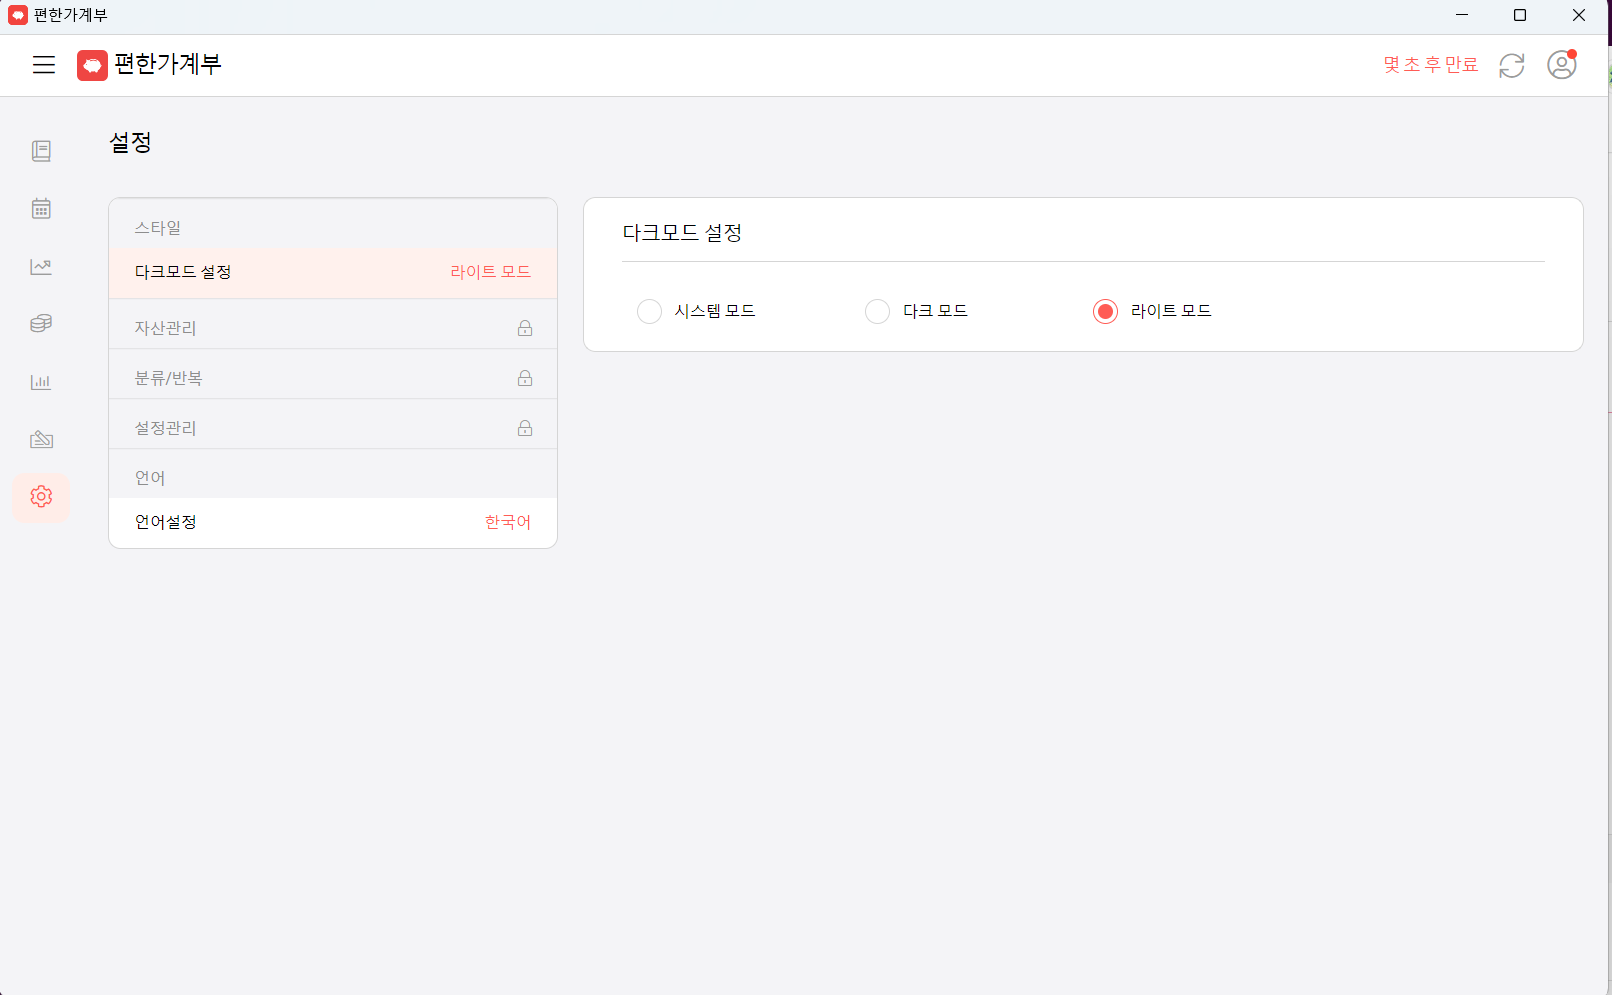 편한가계부
편한가계부
몇 초 후 만료
설정
스타일
다크모드 설정 라이트 모드
자산관리
분류/반복
설정관리
언어
언어설정 한국어
다크모드 설정
시스템 모드 다크 모드 라이트 모드